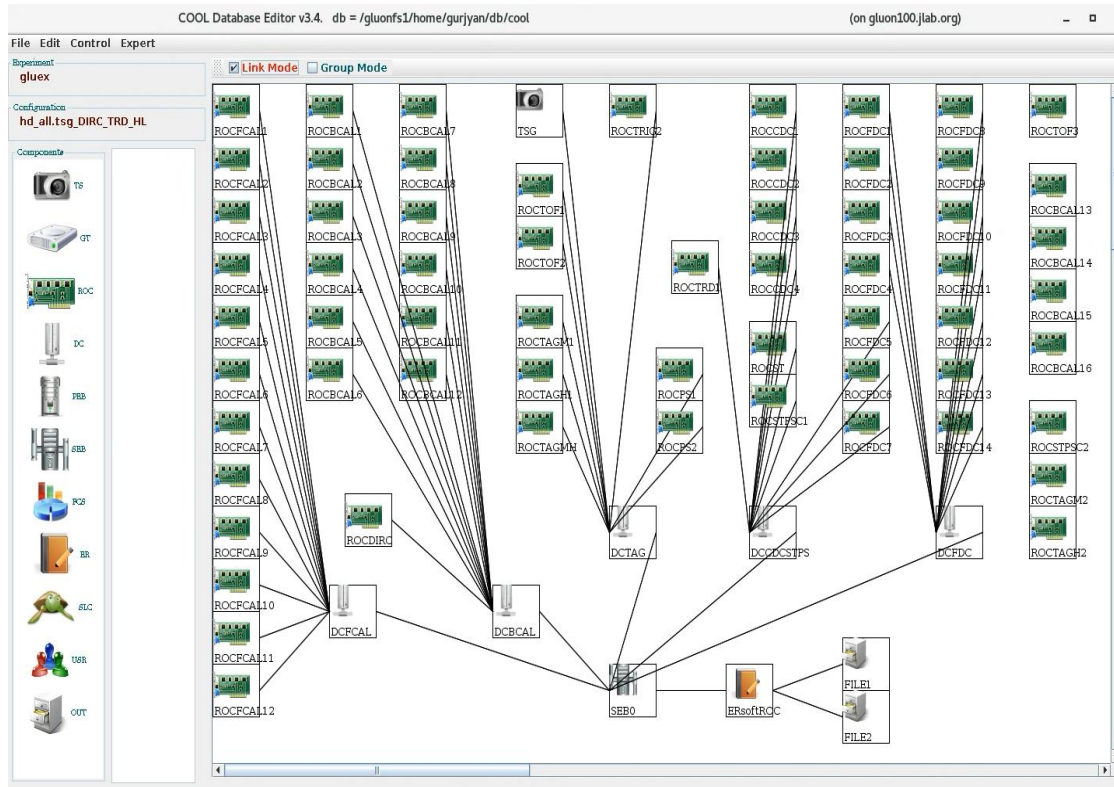 COOL Database Editor v3.4. db = /gluonfs1/home/gurjyan/db/cool (on gluon100.jlab.org)
File Edit Control Expert
Experiment
gluex
Configuration
hd_all.tsg_DIRC_TRD_HL
Components
TS
GT
ROC
DC
PEB
SEB
FCS
ER
SLC
USR
OUT
Link Mode Group Mode
ROCFCAL1 ROCBCAL1 ROCBCAL7 TSG ROCTRIG2 ROCCDC1 ROCFDC1 ROCFDC8 ROCTOF3
ROCFCAL2 ROCBCAL2 ROCBCAL8 ROCCDC2 ROCFDC2 ROCFDC9
ROCTOF1 ROCBCAL13
ROCFCAL3 ROCBCAL3 ROCBCAL9 ROCCDC3 ROCFDC3 ROCFDC10
ROCTOF2 ROCBCAL14
ROCFCAL4 ROCBCAL4 ROCBCAL10 ROCTRD1 ROCCDC4 ROCFDC4 ROCFDC11
ROCBCAL15
ROCFCAL5 ROCBCAL5 ROCBCAL11 ROCTAGM1 ROCFDC5 ROCFDC12
ROCST ROCBCAL16
ROCFCAL6 ROCBCAL6 ROCBCAL12 ROCTAGH1 ROCPS1 ROCFDC6 ROCFDC13
ROCSTPSC1
ROCFCAL7 ROCTAGMH ROCPS2 ROCFDC7 ROCFDC14 ROCSTPSC2
ROCFCAL8 ROCTAGM2
ROCDIRC
ROCFCAL9 DCTAG DCCDCSTPS DCFDC ROCTAGH2
ROCFCAL10
DCFCAL DCBCAL
ROCFCAL11
FILE1
ROCFCAL12 SEB0 ERsoftROC
FILE2